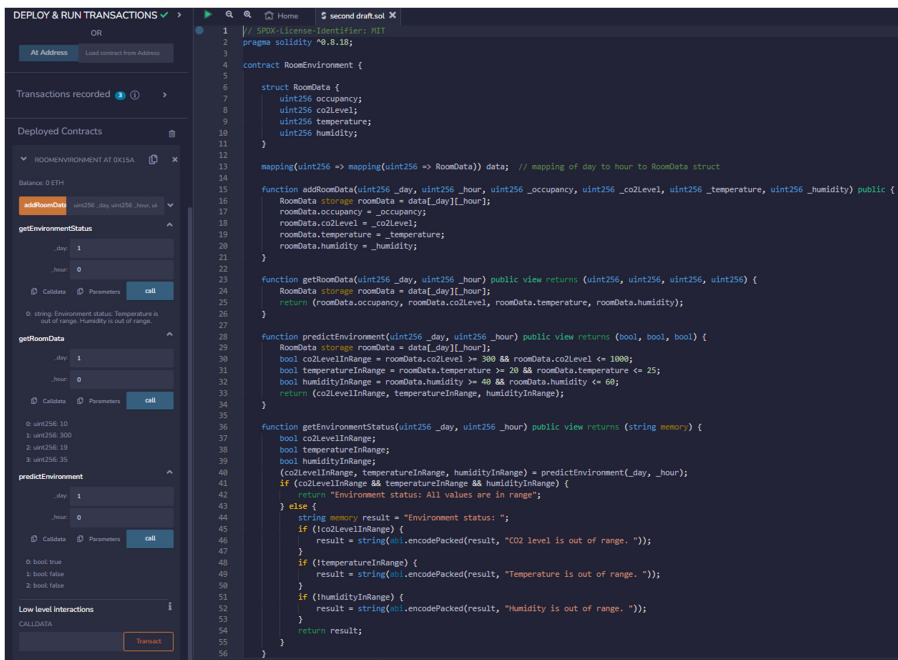 DEPLOY & RUN TRANSACTIONS
OR
At Address
Load contract from Address
Transactions recorded 3
Deployed Contracts
ROOMENVIRONMENT AT 0X15A
Balance: 0 ETH
addRoomData
uint256 _day, uint256 _hour, ui
getEnvironmentStatus
_day: 1
_hour: 0
Calldata Parameters call
0: string: Environment status: Temperature is
out of range. Humidity is out of range.
getRoomData
_day: 1
_hour: 0
Calldata Parameters call
0: uint256: 10
1: uint256: 300
2: uint256: 19
3: uint256: 35
predictEnvironment
_day: 1
_hour: 0
Calldata Parameters call
0: bool: true
1: bool: false
2: bool: false
Low level interactions
CALLDATA
Transact
Home
second draft.sol
1 // SPDX-License-Identifier: MIT
2 pragma solidity ^0.8.18;
3
4 contract RoomEnvironment {
5
6 struct RoomData {
7 uint256 occupancy;
8 uint256 co2Level;
9 uint256 temperature;
10 uint256 humidity;
11 }
12
13 mapping(uint256 => mapping(uint256 => RoomData)) data; // mapping of day to hour to RoomData struct
14
15 function addRoomData(uint256 _day, uint256 _hour, uint256 _occupancy, uint256 _co2Level, uint256 _temperature, uint256 _humidity) public {
16 RoomData storage roomData = data[_day][_hour];
17 roomData.occupancy = _occupancy;
18 roomData.co2Level = _co2Level;
19 roomData.temperature = _temperature;
20 roomData.humidity = _humidity;
21 }
22
23 function getRoomData(uint256 _day, uint256 _hour) public view returns (uint256, uint256, uint256, uint256) {
24 RoomData storage roomData = data[_day][_hour];
25 return (roomData.occupancy, roomData.co2Level, roomData.temperature, roomData.humidity);
26 }
27
28 function predictEnvironment(uint256 _day, uint256 _hour) public view returns (bool, bool, bool) {
29 RoomData storage roomData = data[_day][_hour];
30 bool co2LevelInRange = roomData.co2Level >= 300 && roomData.co2Level <= 1000;
31 bool temperatureInRange = roomData.temperature >= 20 && roomData.temperature <= 25;
32 bool humidityInRange = roomData.humidity >= 40 && roomData.humidity <= 60;
33 return (co2LevelInRange, temperatureInRange, humidityInRange);
34 }
35
36 function getEnvironmentStatus(uint256 _day, uint256 _hour) public view returns (string memory) {
37 bool co2LevelInRange;
38 bool temperatureInRange;
39 bool humidityInRange;
40 (co2LevelInRange, temperatureInRange, humidityInRange) = predictEnvironment(_day, _hour);
41 if (co2LevelInRange && temperatureInRange && humidityInRange) {
42 return "Environment status: All values are in range";
43 } else {
44 string memory result = "Environment status: ";
45 if (!co2LevelInRange) {
46 result = string(abi.encodePacked(result, "CO2 level is out of range. "));
47 }
48 if (!temperatureInRange) {
49 result = string(abi.encodePacked(result, "Temperature is out of range. "));
50 }
51 if (!humidityInRange) {
52 result = string(abi.encodePacked(result, "Humidity is out of range. "));
53 }
54 return result;
55 }
56 }